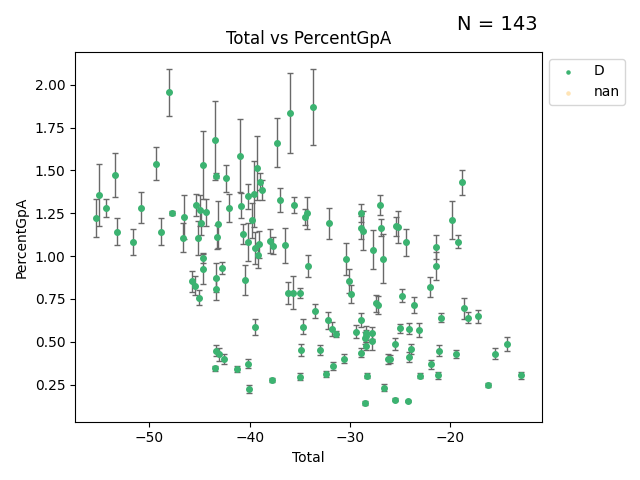 N = 143
Total vs PercentGpA
D
nan
PercentGpA
2.00
1.75
1.50
1.25
1.00
0.75
0.50
0.25
−50
−40
−30
−20
Total